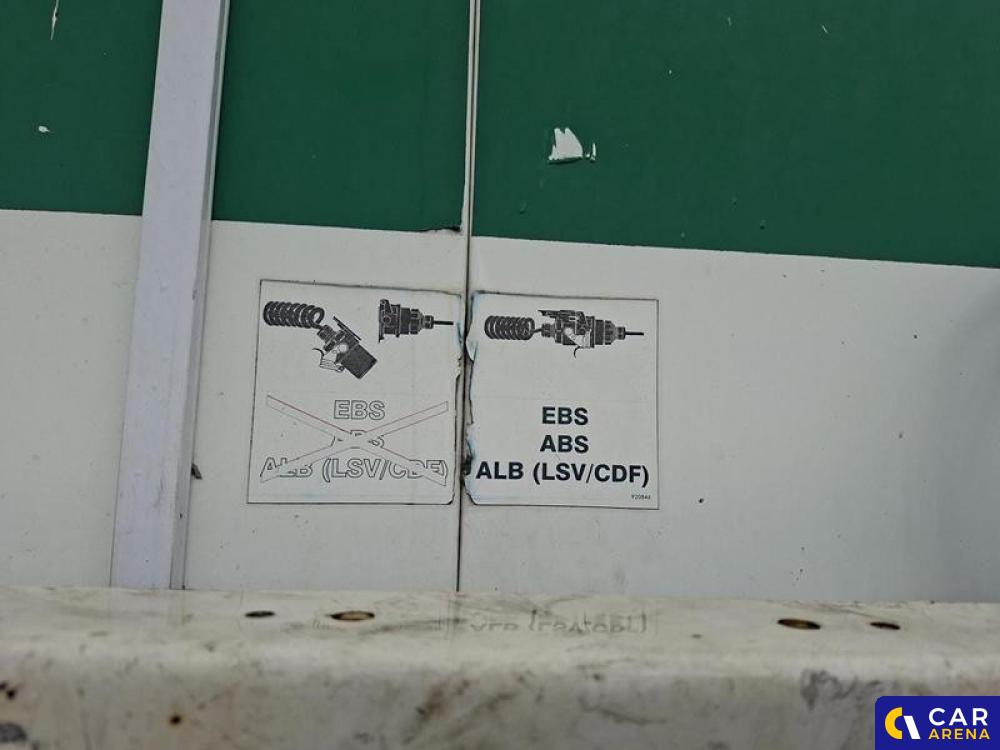 EBS
ABS
ALB (LSV/CDF)
EBS
ABS
ALB (LSV/CDF)
CAR
ARENA